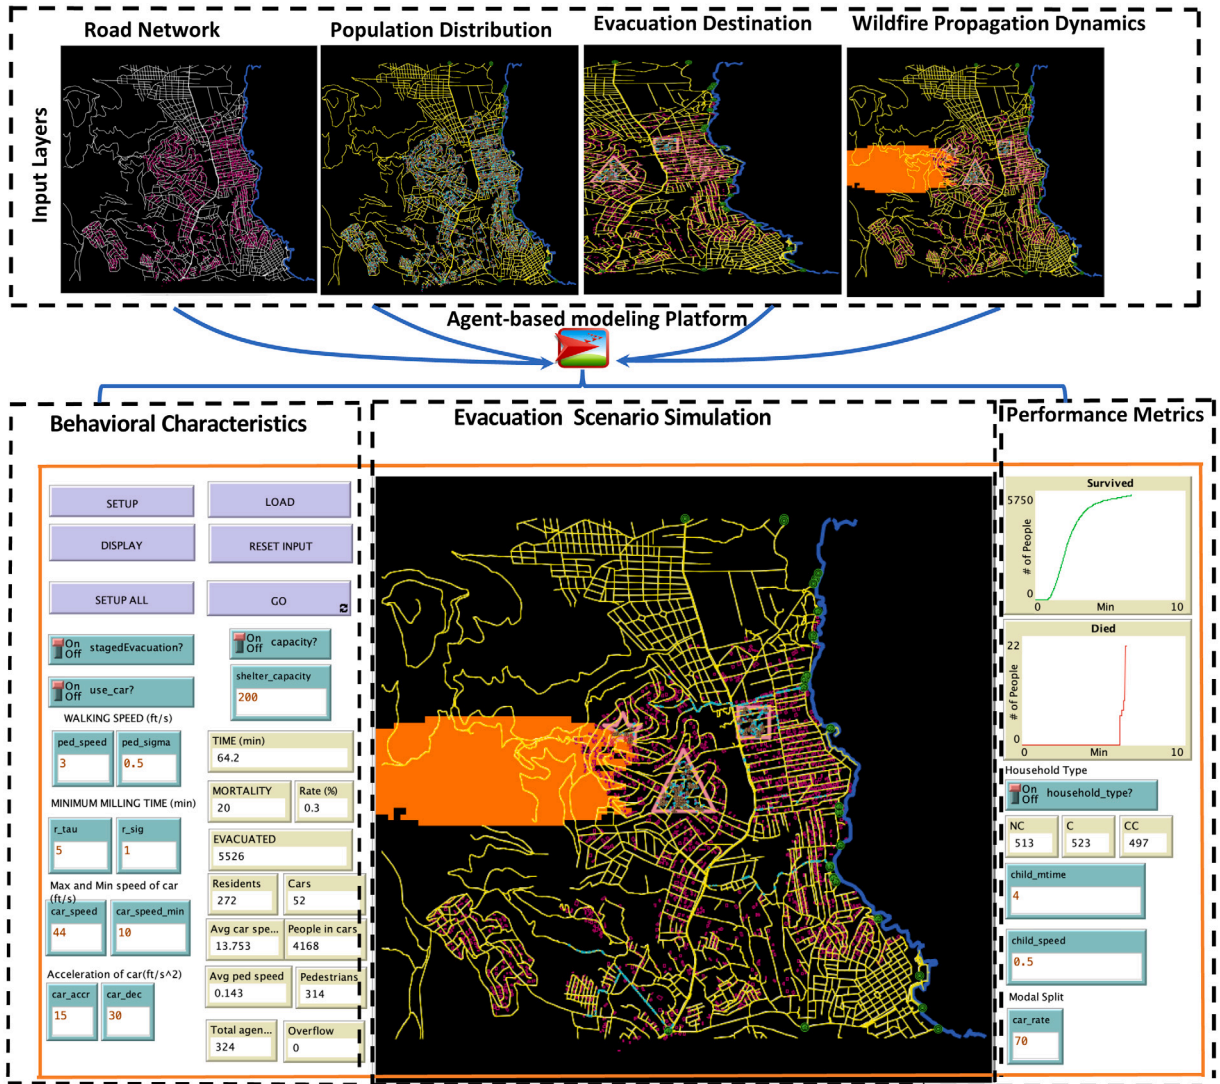 Road Network
Population Distribution
Evacuation Destination
Wildfire Propagation Dynamics
Input Layers
Agent-based modeling Platform
Behavioral Characteristics
Evacuation Scenario Simulation
Performance Metrics
SETUP
LOAD
DISPLAY
RESET INPUT
SETUP ALL
GO
On
Off
stagedEvacuation?
On
Off
capacity?
On
Off
use_car?
shelter_capacity
200
WALKING SPEED (ft/s)
ped_speed
3
ped_sigma
0.5
TIME (min)
64.2
MINIMUM MILLING TIME (min)
MORTALITY
20
Rate (%)
0.3
r_tau
5
r_sig
1
EVACUATED
5526
Max and Min speed of car
(ft/s)
car_speed
44
car_speed_min
10
Residents
272
Cars
52
Avg car spe...
13.753
People in cars
4168
Acceleration of car(ft/s^2)
car_accr
15
car_dec
30
Avg ped speed
0.143
Pedestrians
314
Total agen...
324
Overflow
0
Survived
5750
# of People
0
0
Min
10
Died
22
# of People
0
0
Min
10
Household Type
On
Off
household_type?
NC
513
C
523
CC
497
child_mtime
4
child_speed
0.5
Modal Split
car_rate
70